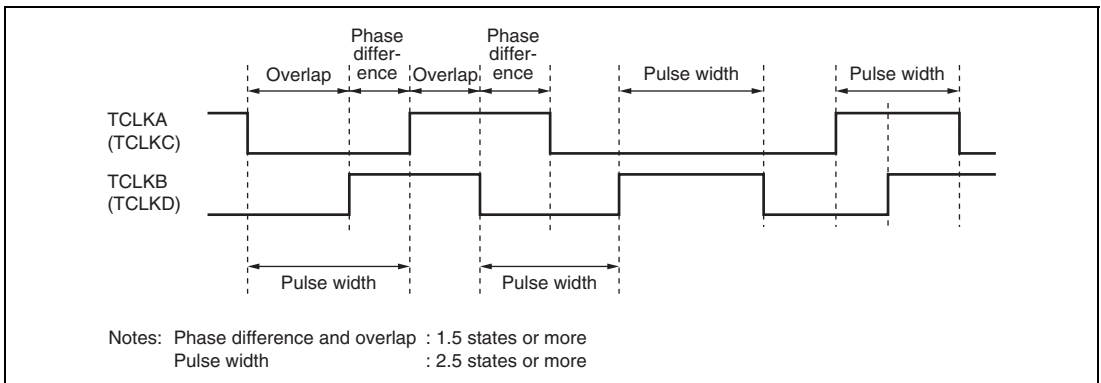 Phase
differ-
ence
Phase
differ-
ence
Overlap
Overlap
Pulse width
Pulse width
TCLKA
(TCLKC)
TCLKB
(TCLKD)
Pulse width
Pulse width
Notes: Phase difference and overlap : 1.5 states or more
Pulse width : 2.5 states or more